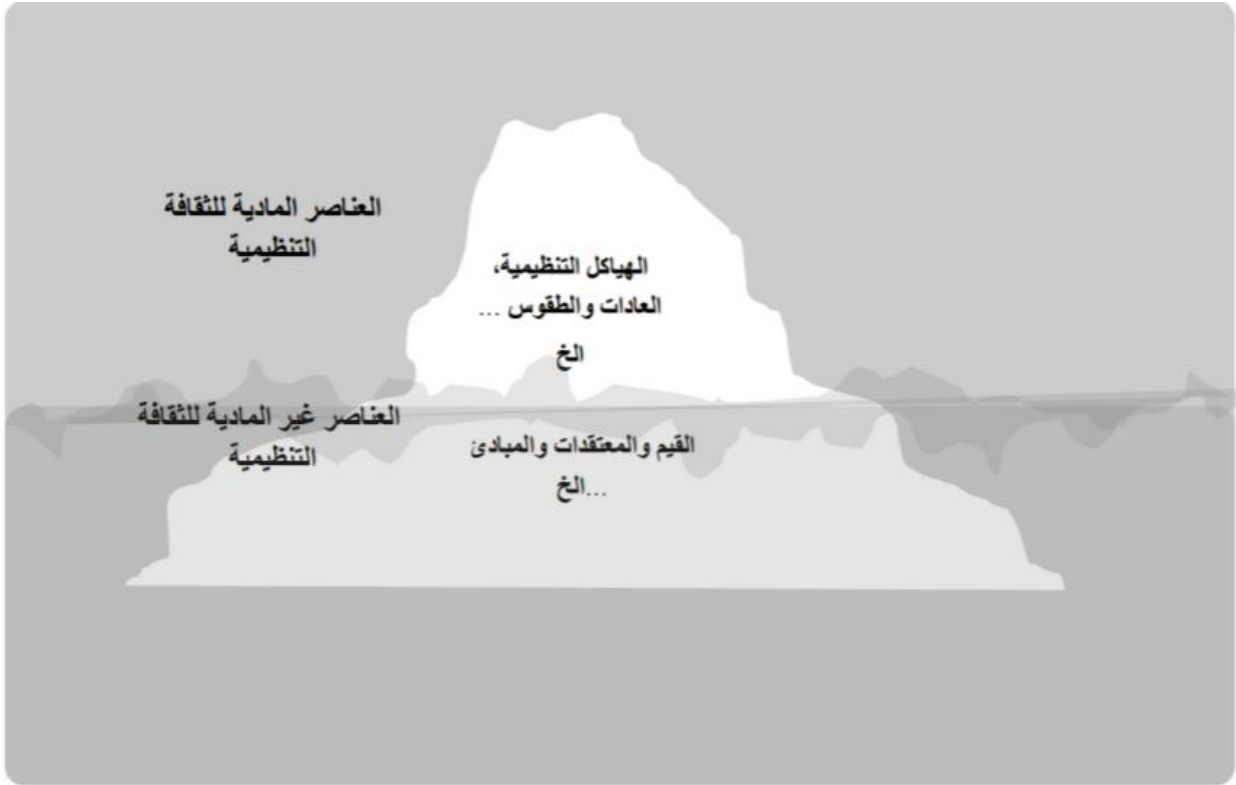 العناصر المادية للثقافة
التنظيمية
الهياكل التنظيمية،
العادات والطقوس ...
الخ
العناصر غير المادية للثقافة
التنظيمية
القيم والمعتقدات والمبادئ
...الخ